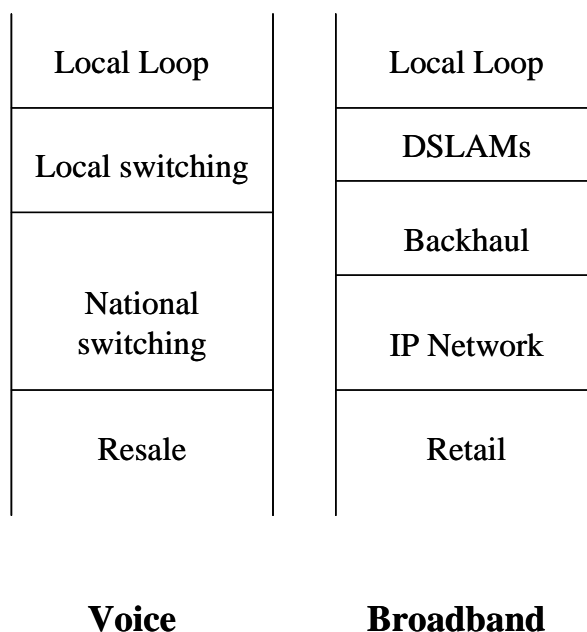 Local Loop
Local switching
National
switching
Resale
Voice
Local Loop
DSLAMs
Backhaul
IP Network
Retail
Broadband